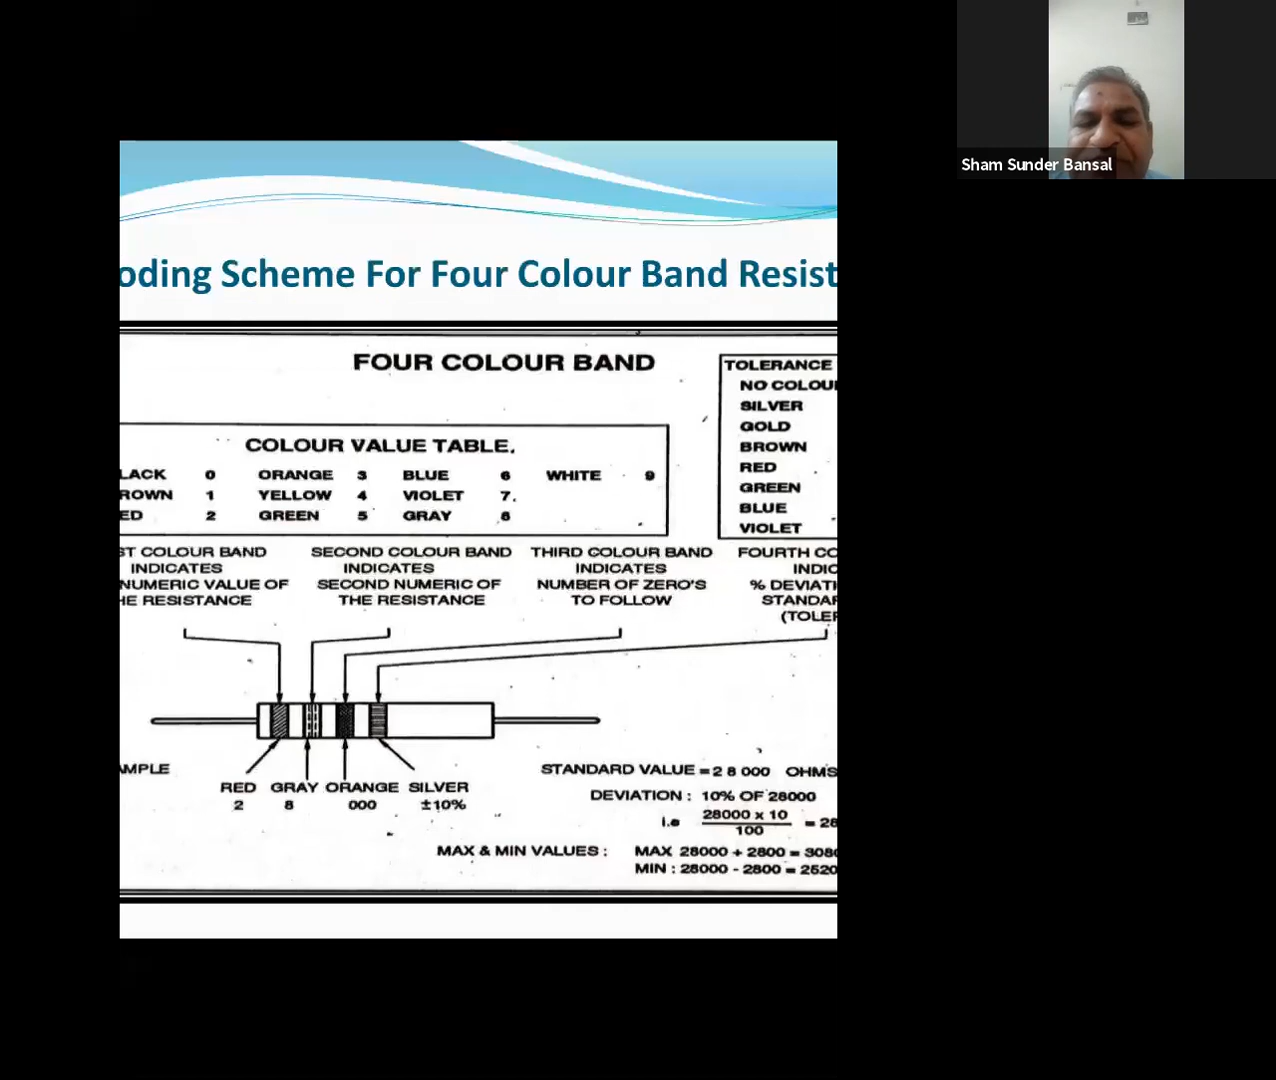 Sham Sunder Bansal
oding Scheme For Four Colour Band Resist
FOUR COLOUR BAND
TOLERANCE
NO COLOU
SILVER
GOLD
BROWN
RED
GREEN
BLUE
VIOLET
COLOUR VALUE TABLE.
LACK 0 ORANGE 3 BLUE 6 WHITE 9
ROWN 1 YELLOW 4 VIOLET 7.
ED 2 GREEN 5 GRAY 8
ST COLOUR BAND
INDICATES
NUMERIC VALUE OF
HE RESISTANCE
SECOND COLOUR BAND
INDICATES
SECOND NUMERIC OF
THE RESISTANCE
THIRD COLOUR BAND
INDICATES
NUMBER OF ZERO'S
TO FOLLOW
FOURTH CO
INDIC
% DEVIATI
STANDAR
(TOLER
AMPLE
RED GRAY ORANGE SILVER
2 8 000 ±10%
STANDARD VALUE = 2 8 000 OHMS
DEVIATION : 10% OF 28000
i.e 28000 x 10 = 28
100
MAX & MIN VALUES : MAX 28000 + 2800 = 3080
MIN : 28000 - 2800 = 2520